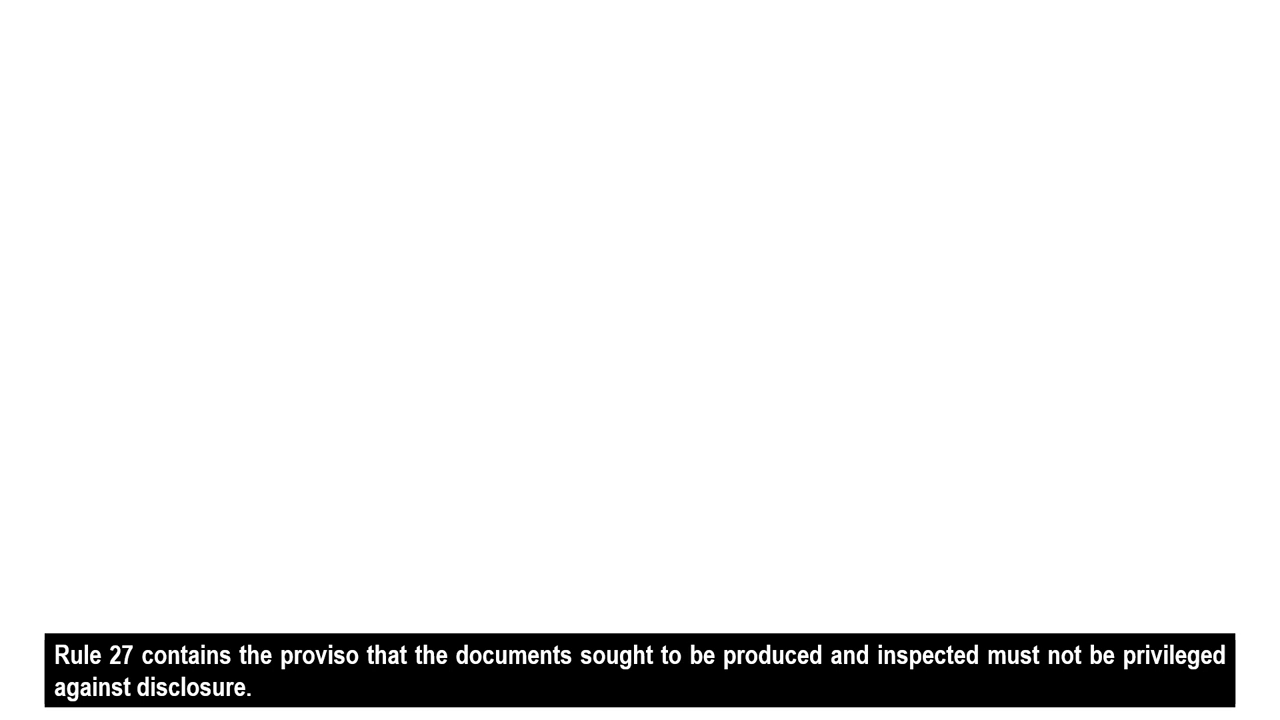 Rule 27 contains the proviso that the documents sought to be produced and inspected must not be privileged
against disclosure.